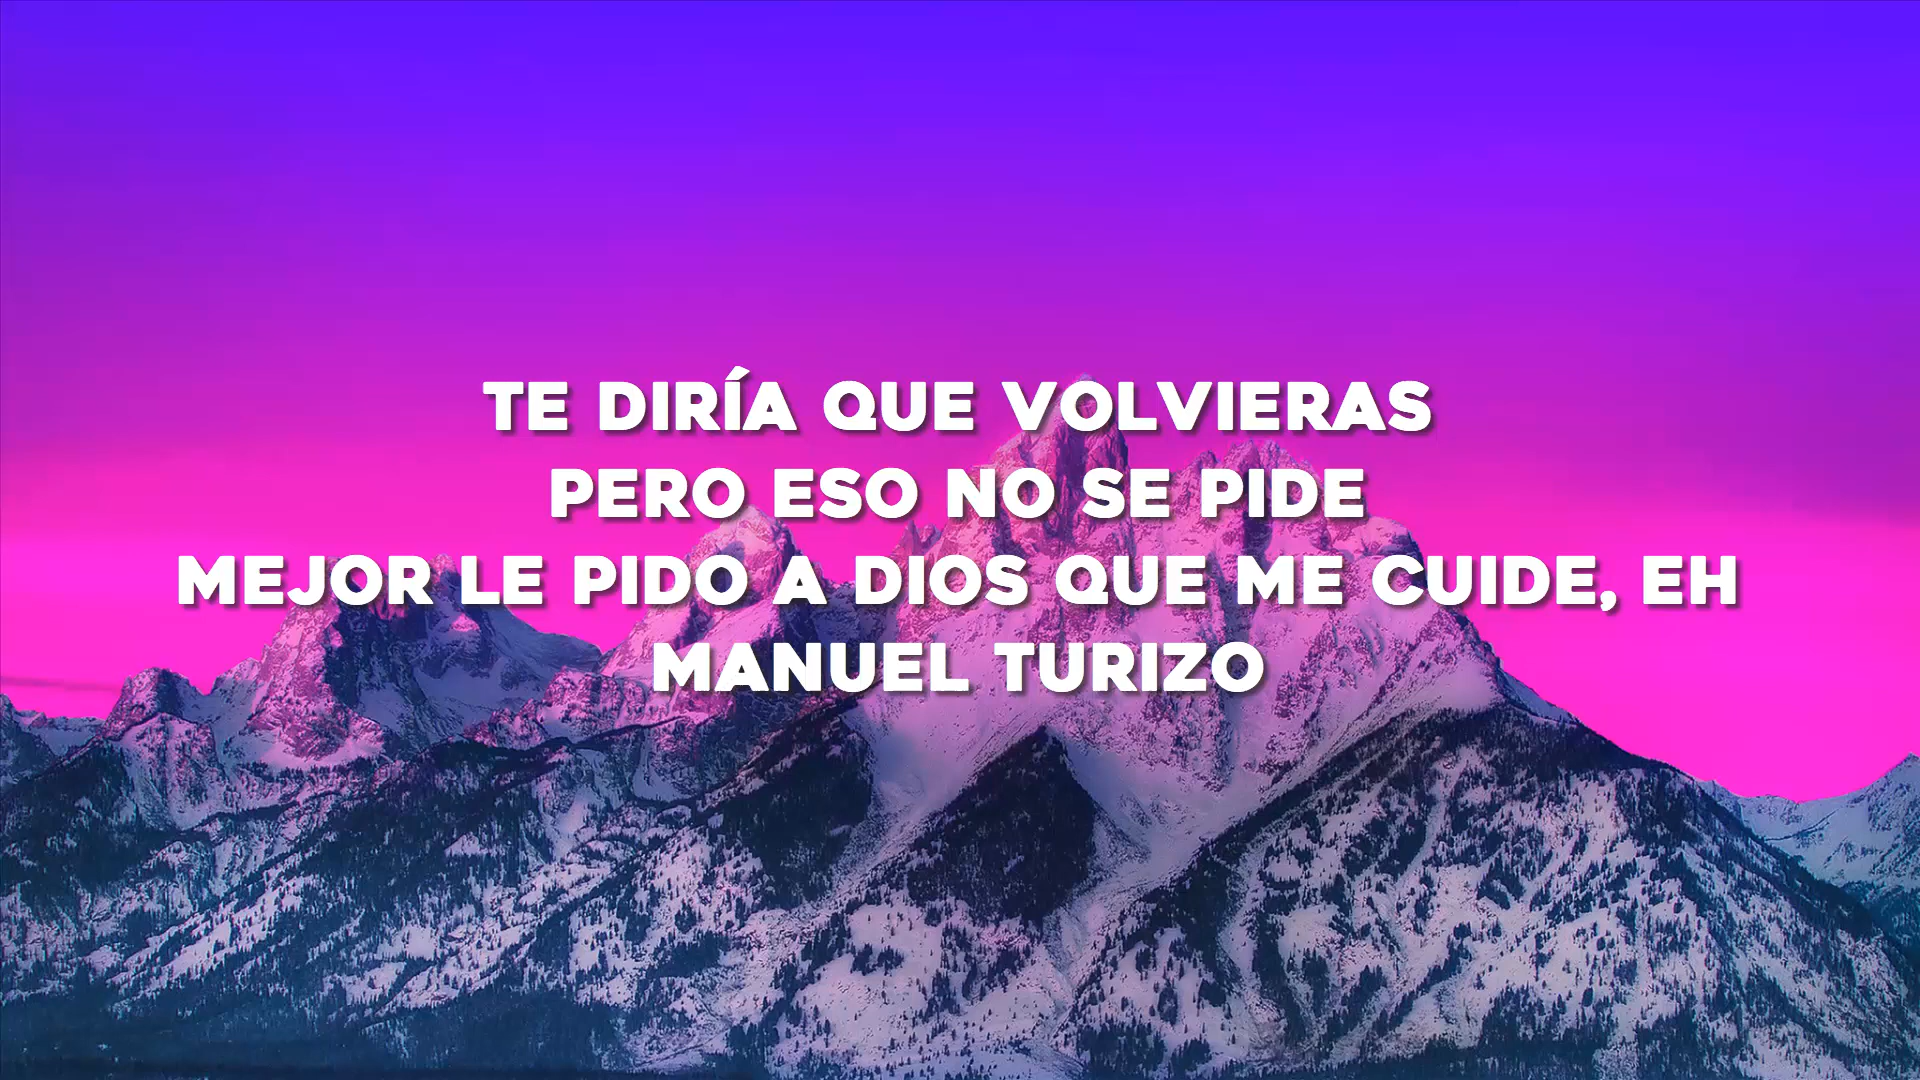 TE DIRÍA QUE VOLVIERAS
PERO ESO NO SE PIDE
MEJOR LE PIDO A DIOS QUE ME CUIDE, EH
MANUEL TURIZO